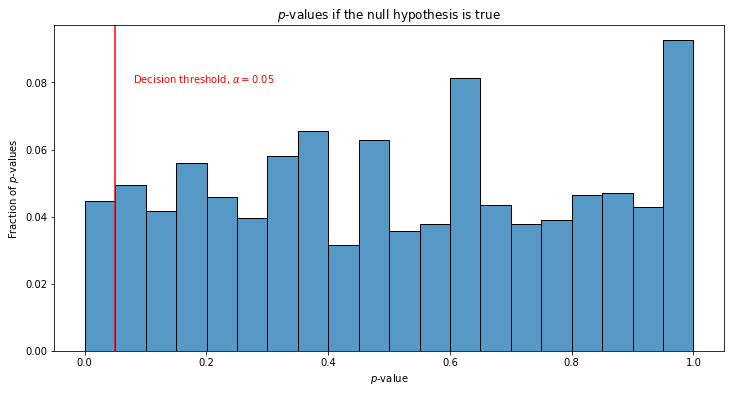 p-values if the null hypothesis is true
Decision threshold, α = 0.05
Fraction of p-values
0.08
0.06
0.04
0.02
0.00
0.0 0.2 0.4 0.6 0.8 1.0
p-value